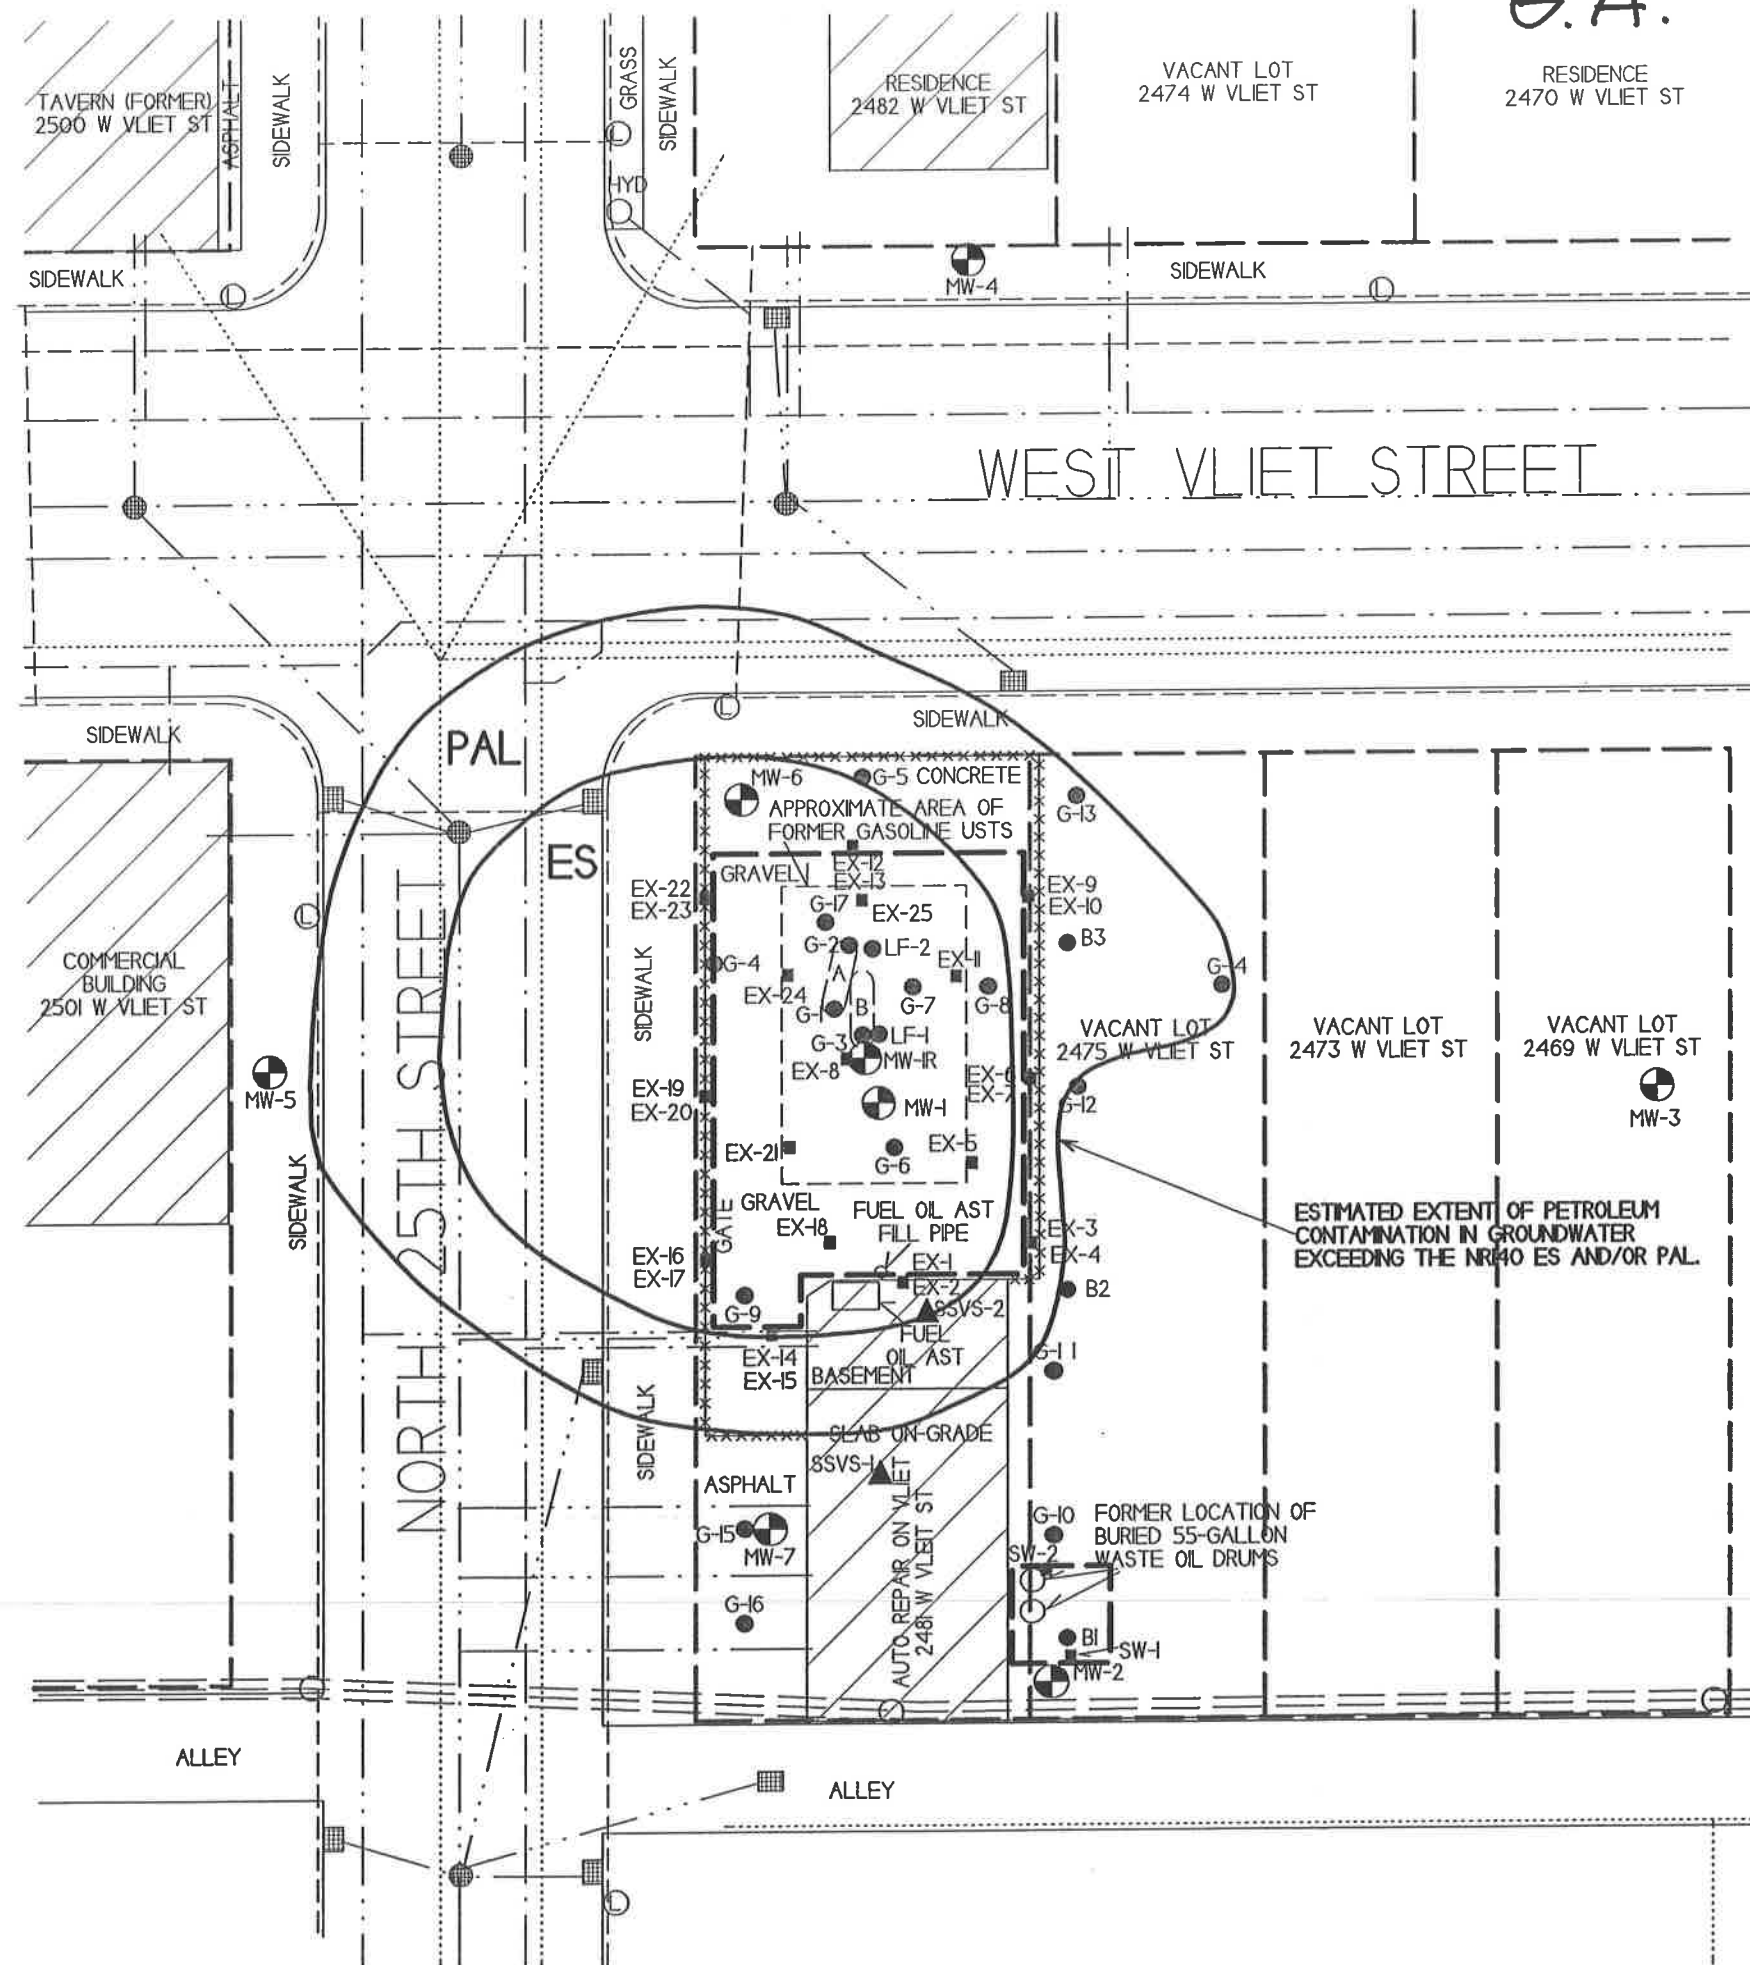 G.A.
TAVERN (FORMER)
2500 W VLIET ST
ASPHALT
SIDEWALK
GRASS
SIDEWALK
HYD
L
RESIDENCE
2482 W VLIET ST
VACANT LOT
2474 W VLIET ST
RESIDENCE
2470 W VLIET ST
SIDEWALK
L
MW-4
SIDEWALK
L
WEST VLIET STREET
SIDEWALK
PAL
L
SIDEWALK
ES
MW-6
G-5 CONCRETE
APPROXIMATE AREA OF
FORMER GASOLINE USTS
G-13
GRAVEL
EX-12
EX-13
EX-22
EX-23
G-17
EX-25
EX-9
EX-10
L
G-2
LF-2
B3
G-4
EX-11
G-14
A
EX-24
G-1
B
G-7
G-8
COMMERCIAL
BUILDING
2501 W VLIET ST
SIDEWALK
G-3
LF-1
VACANT LOT
2475 W VLIET ST
VACANT LOT
2473 W VLIET ST
VACANT LOT
2469 W VLIET ST
EX-8
MW-1R
EX-6
EX-7
MW-5
EX-19
EX-20
MW-1
G-12
MW-3
EX-21
EX-5
G-6
SIDEWALK
NORTH 25TH STREET
GRAVEL
GATE
EX-18
FUEL OIL AST
FILL PIPE
EX-3
EX-4
ESTIMATED EXTENT OF PETROLEUM
CONTAMINATION IN GROUNDWATER
EXCEEDING THE NR140 ES AND/OR PAL.
EX-16
EX-17
EX-1
EX-2
B2
G-9
SSVS-2
FUEL
OIL AST
EX-14
EX-15
BASEMENT
G-11
SIDEWALK
SLAB ON-GRADE
SSVS-1
ASPHALT
AUTO REPAIR ON VLIET
2481 W VLEIT ST
G-15
MW-7
G-10
FORMER LOCATION OF
BURIED 55-GALLON
WASTE OIL DRUMS
SW-2
G-16
B1
SW-1
MW-2
ALLEY
ALLEY
L